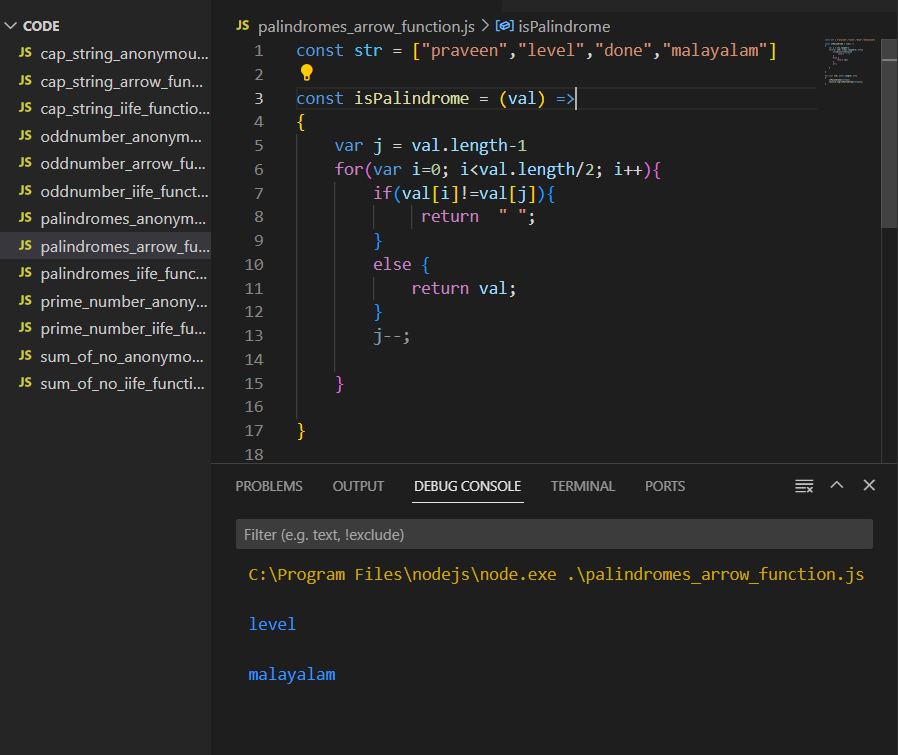 CODE
JS cap_string_anonymou...
JS cap_string_arrow_fun...
JS cap_string_iife_functio...
JS oddnumber_anonym...
JS oddnumber_arrow_fu...
JS oddnumber_iife_funct...
JS palindromes_anonym...
JS palindromes_arrow_fu...
JS palindromes_iife_func...
JS prime_number_anony...
JS prime_number_iife_fu...
JS sum_of_no_anonymo...
JS sum_of_no_iife_functi...
JS palindromes_arrow_function.js > isPalindrome
1 const str = ["praveen","level","done","malayalam"]
2
3 const isPalindrome = (val) =>
4 {
5 var j = val.length-1
6 for(var i=0; i<val.length/2; i++){
7 if(val[i]!=val[j]){
8 return " ";
9 }
10 else {
11 return val;
12 }
13 j--;
14
15 }
16
17 }
18
PROBLEMS OUTPUT DEBUG CONSOLE TERMINAL PORTS
Filter (e.g. text, !exclude)
C:\Program Files\nodejs\node.exe .\palindromes_arrow_function.js
level
malayalam